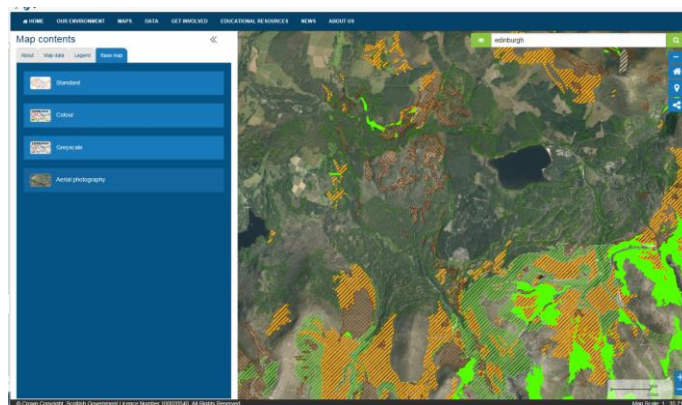 HOME OUR ENVIRONMENT MAPS DATA GET INVOLVED EDUCATIONAL RESOURCES NEWS ABOUT US
Map contents
About Map data Legend Base map
edinburgh
Standard
Colour
Greyscale
Aerial photography
© Crown Copyright, Scottish Government Licence Number 100020540. All Rights Reserved.
Map Scale: 1 :